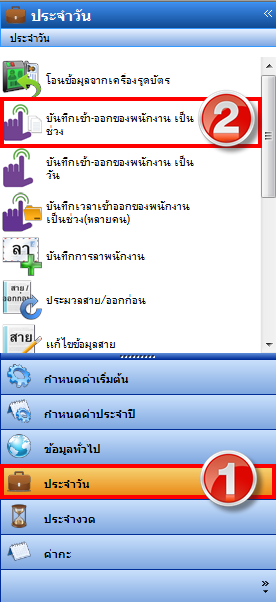 ประจำวัน
ประจำวัน
โอนข้อมูลจากเครื่องรูดบัตร
บันทึกเข้า-ออกของพนักงาน เป็น
ช่วง
2
บันทึกเข้า-ออกของพนักงาน เป็น
วัน
บันทึกเวลาเข้าออกของพนักงาน
เป็นช่วง(หลายคน)
ลา
บันทึกการลาพนักงาน
สาย/
ออกก่อน
ประมวลสาย/ออกก่อน
สาย
แก้ไขข้อมูลสาย
กำหนดค่าเริ่มต้น
กำหนดค่าประจำปี
ข้อมูลทั่วไป
ประจำวัน
1
ประจำงวด
ค่ากะ